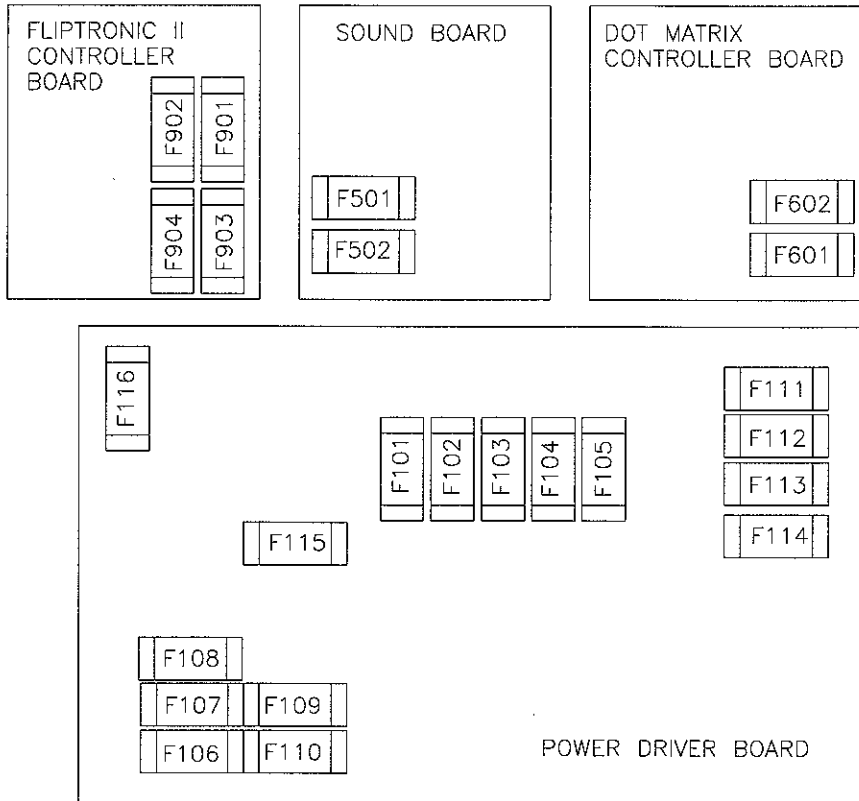 FLIPTRONIC II
CONTROLLER
BOARD
F902
F901
F904
F903
SOUND BOARD
F501
F502
DOT MATRIX
CONTROLLER BOARD
F602
F601
F116
F101
F102
F103
F104
F105
F111
F112
F113
F114
F115
F108
F107
F109
F106
F110
POWER DRIVER BOARD